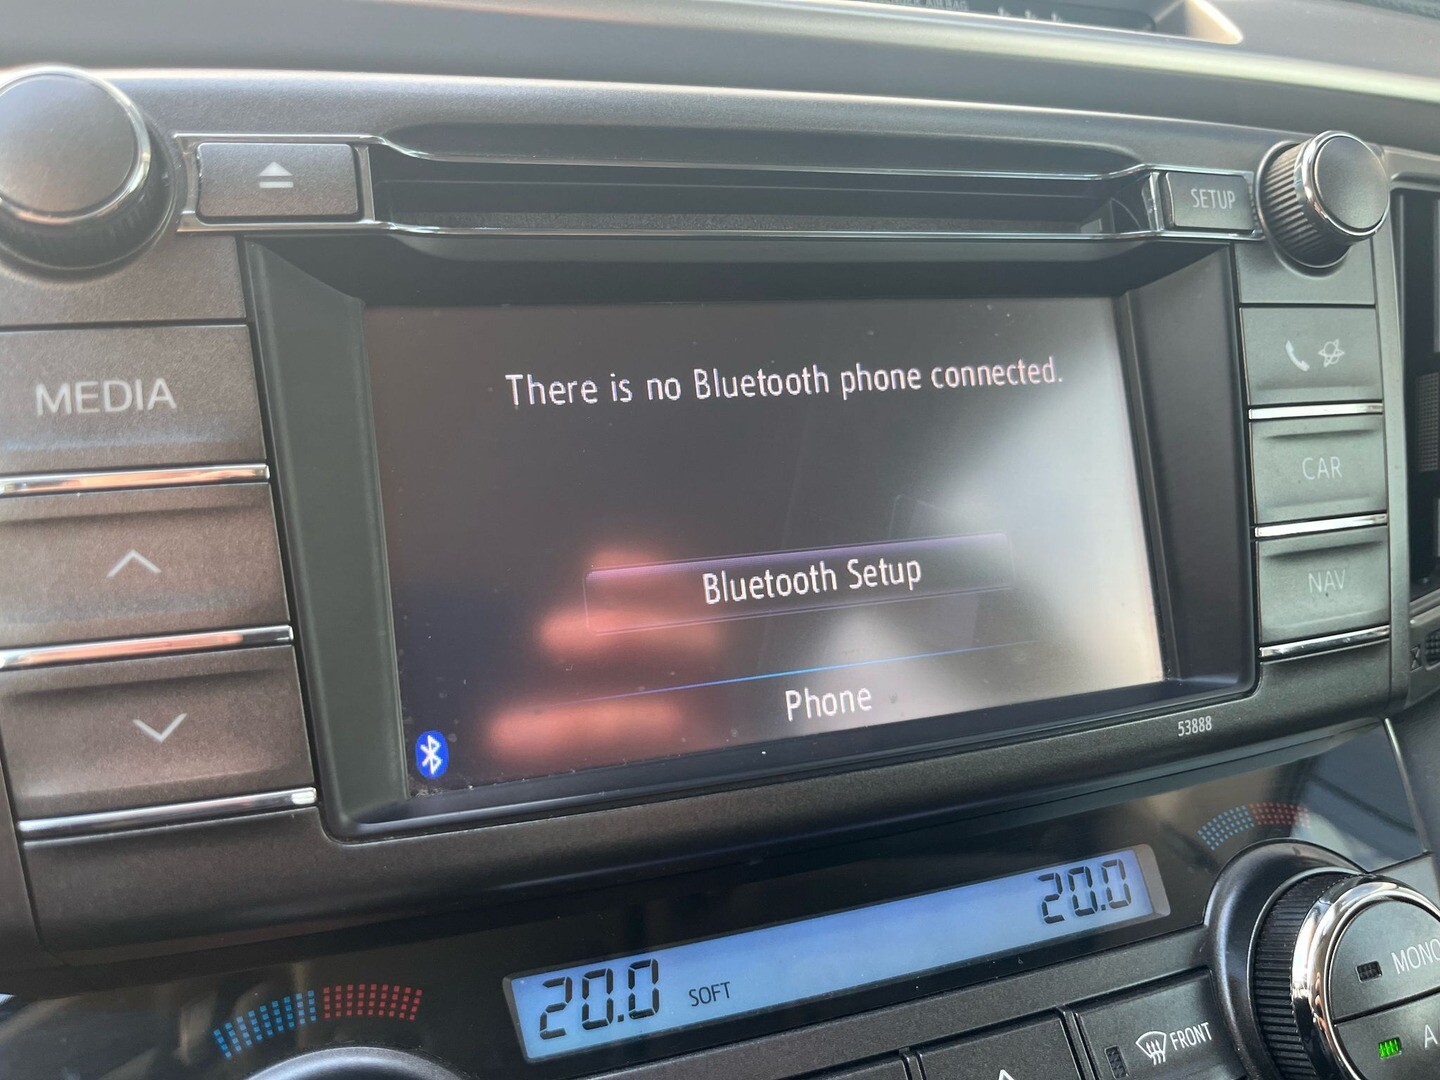 SETUP
MEDIA
There is no Bluetooth phone connected.
CAR
Bluetooth Setup
NAV
Phone
53888
20.0
20.0 SOFT
MONO
FRONT
A